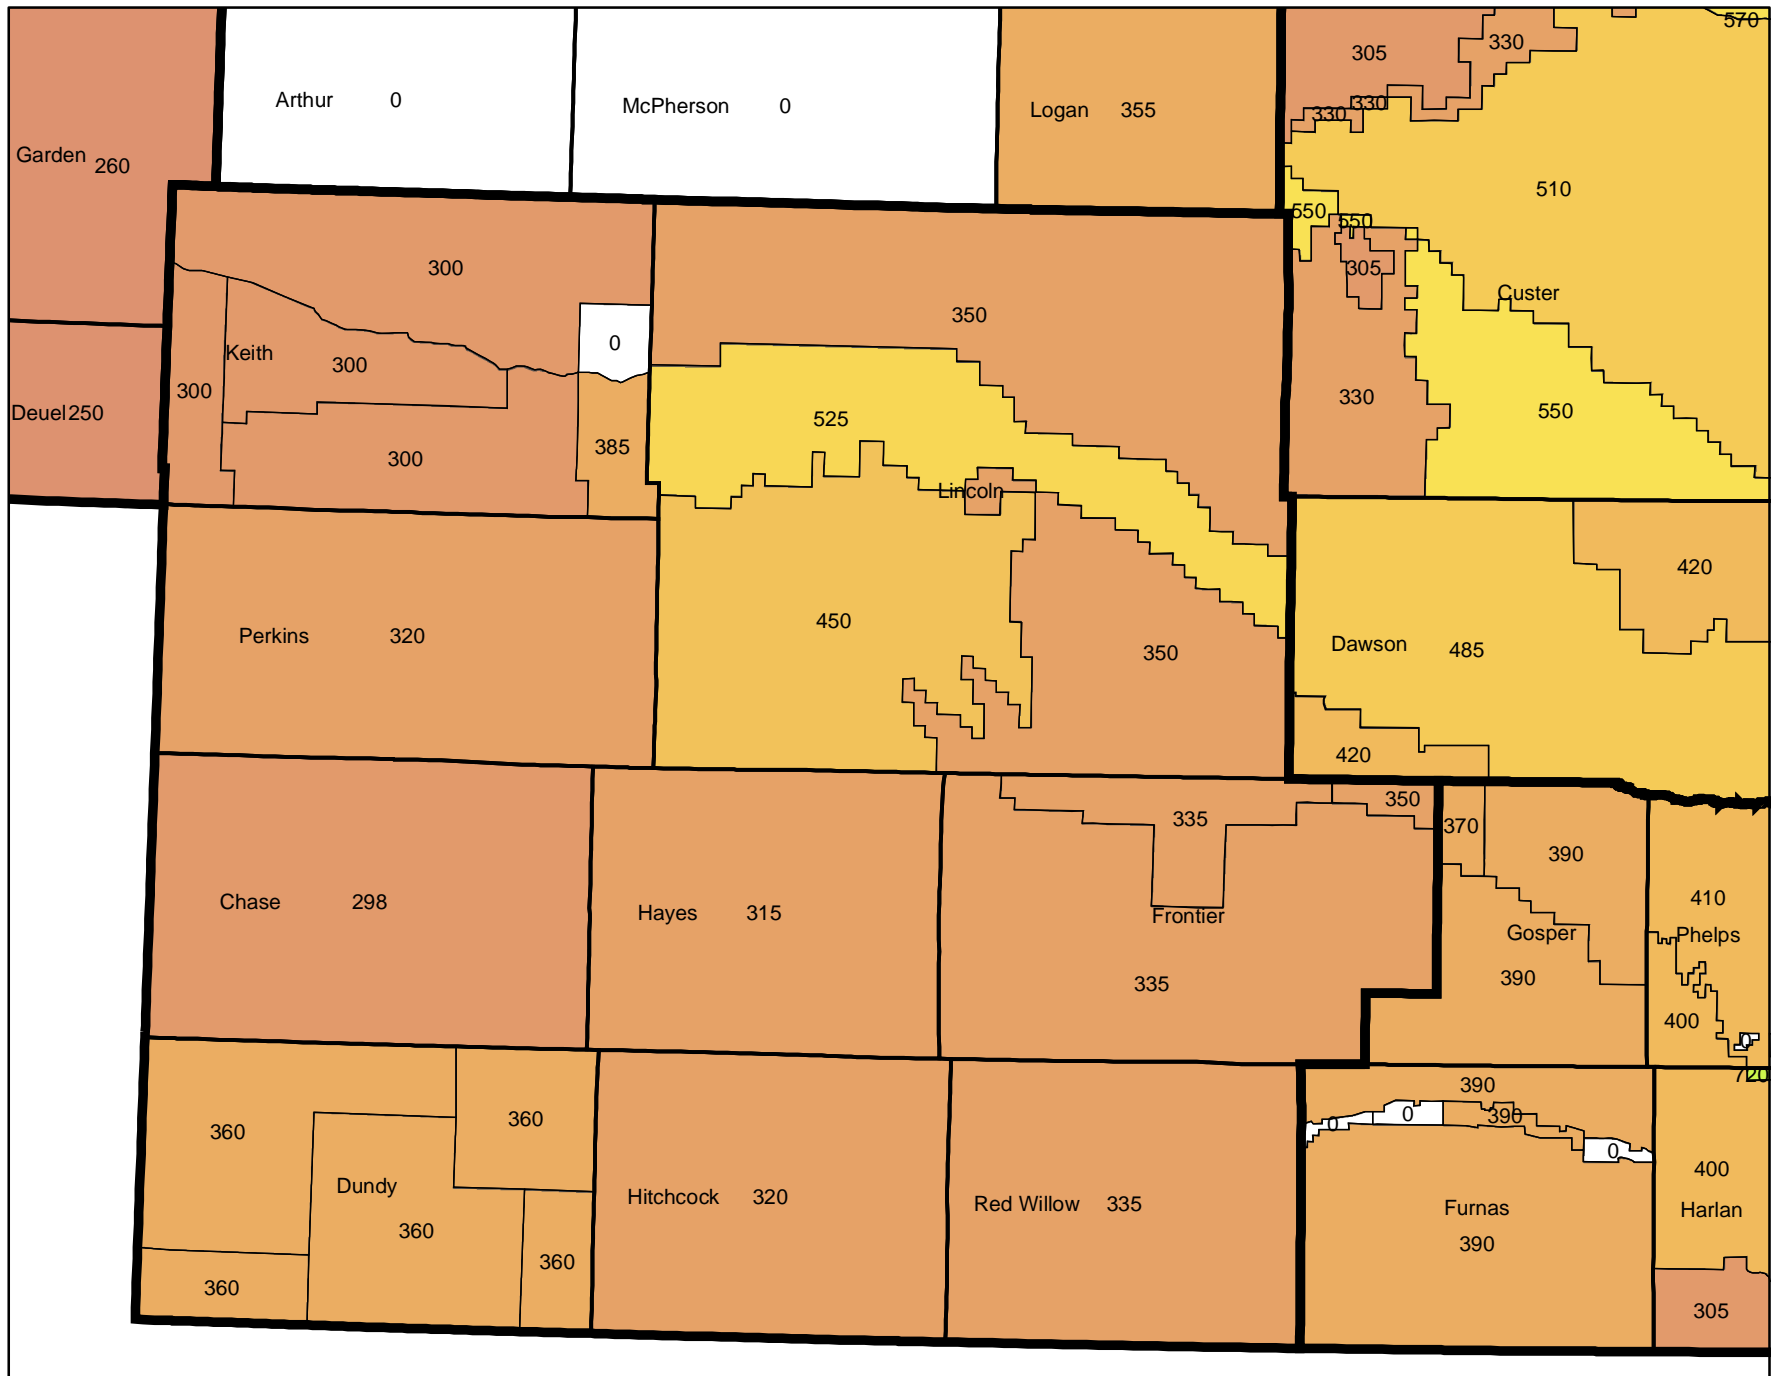 570
305
330
Arthur 0
McPherson 0
Logan 355
330
330
Garden 260
510
550
550
300
305
Custer
350
0
Keith
300
300
330
Deuel 250
550
525
385
300
Lincoln
420
450
Perkins 320
Dawson 485
350
420
350
335
370
390
Chase 298
410
Hayes 315
Frontier
Gosper
Phelps
390
335
400
0
720
390
0
390
0
360
360
0
400
Dundy
Hitchcock 320
Red Willow 335
Furnas
Harlan
360
390
360
360
305